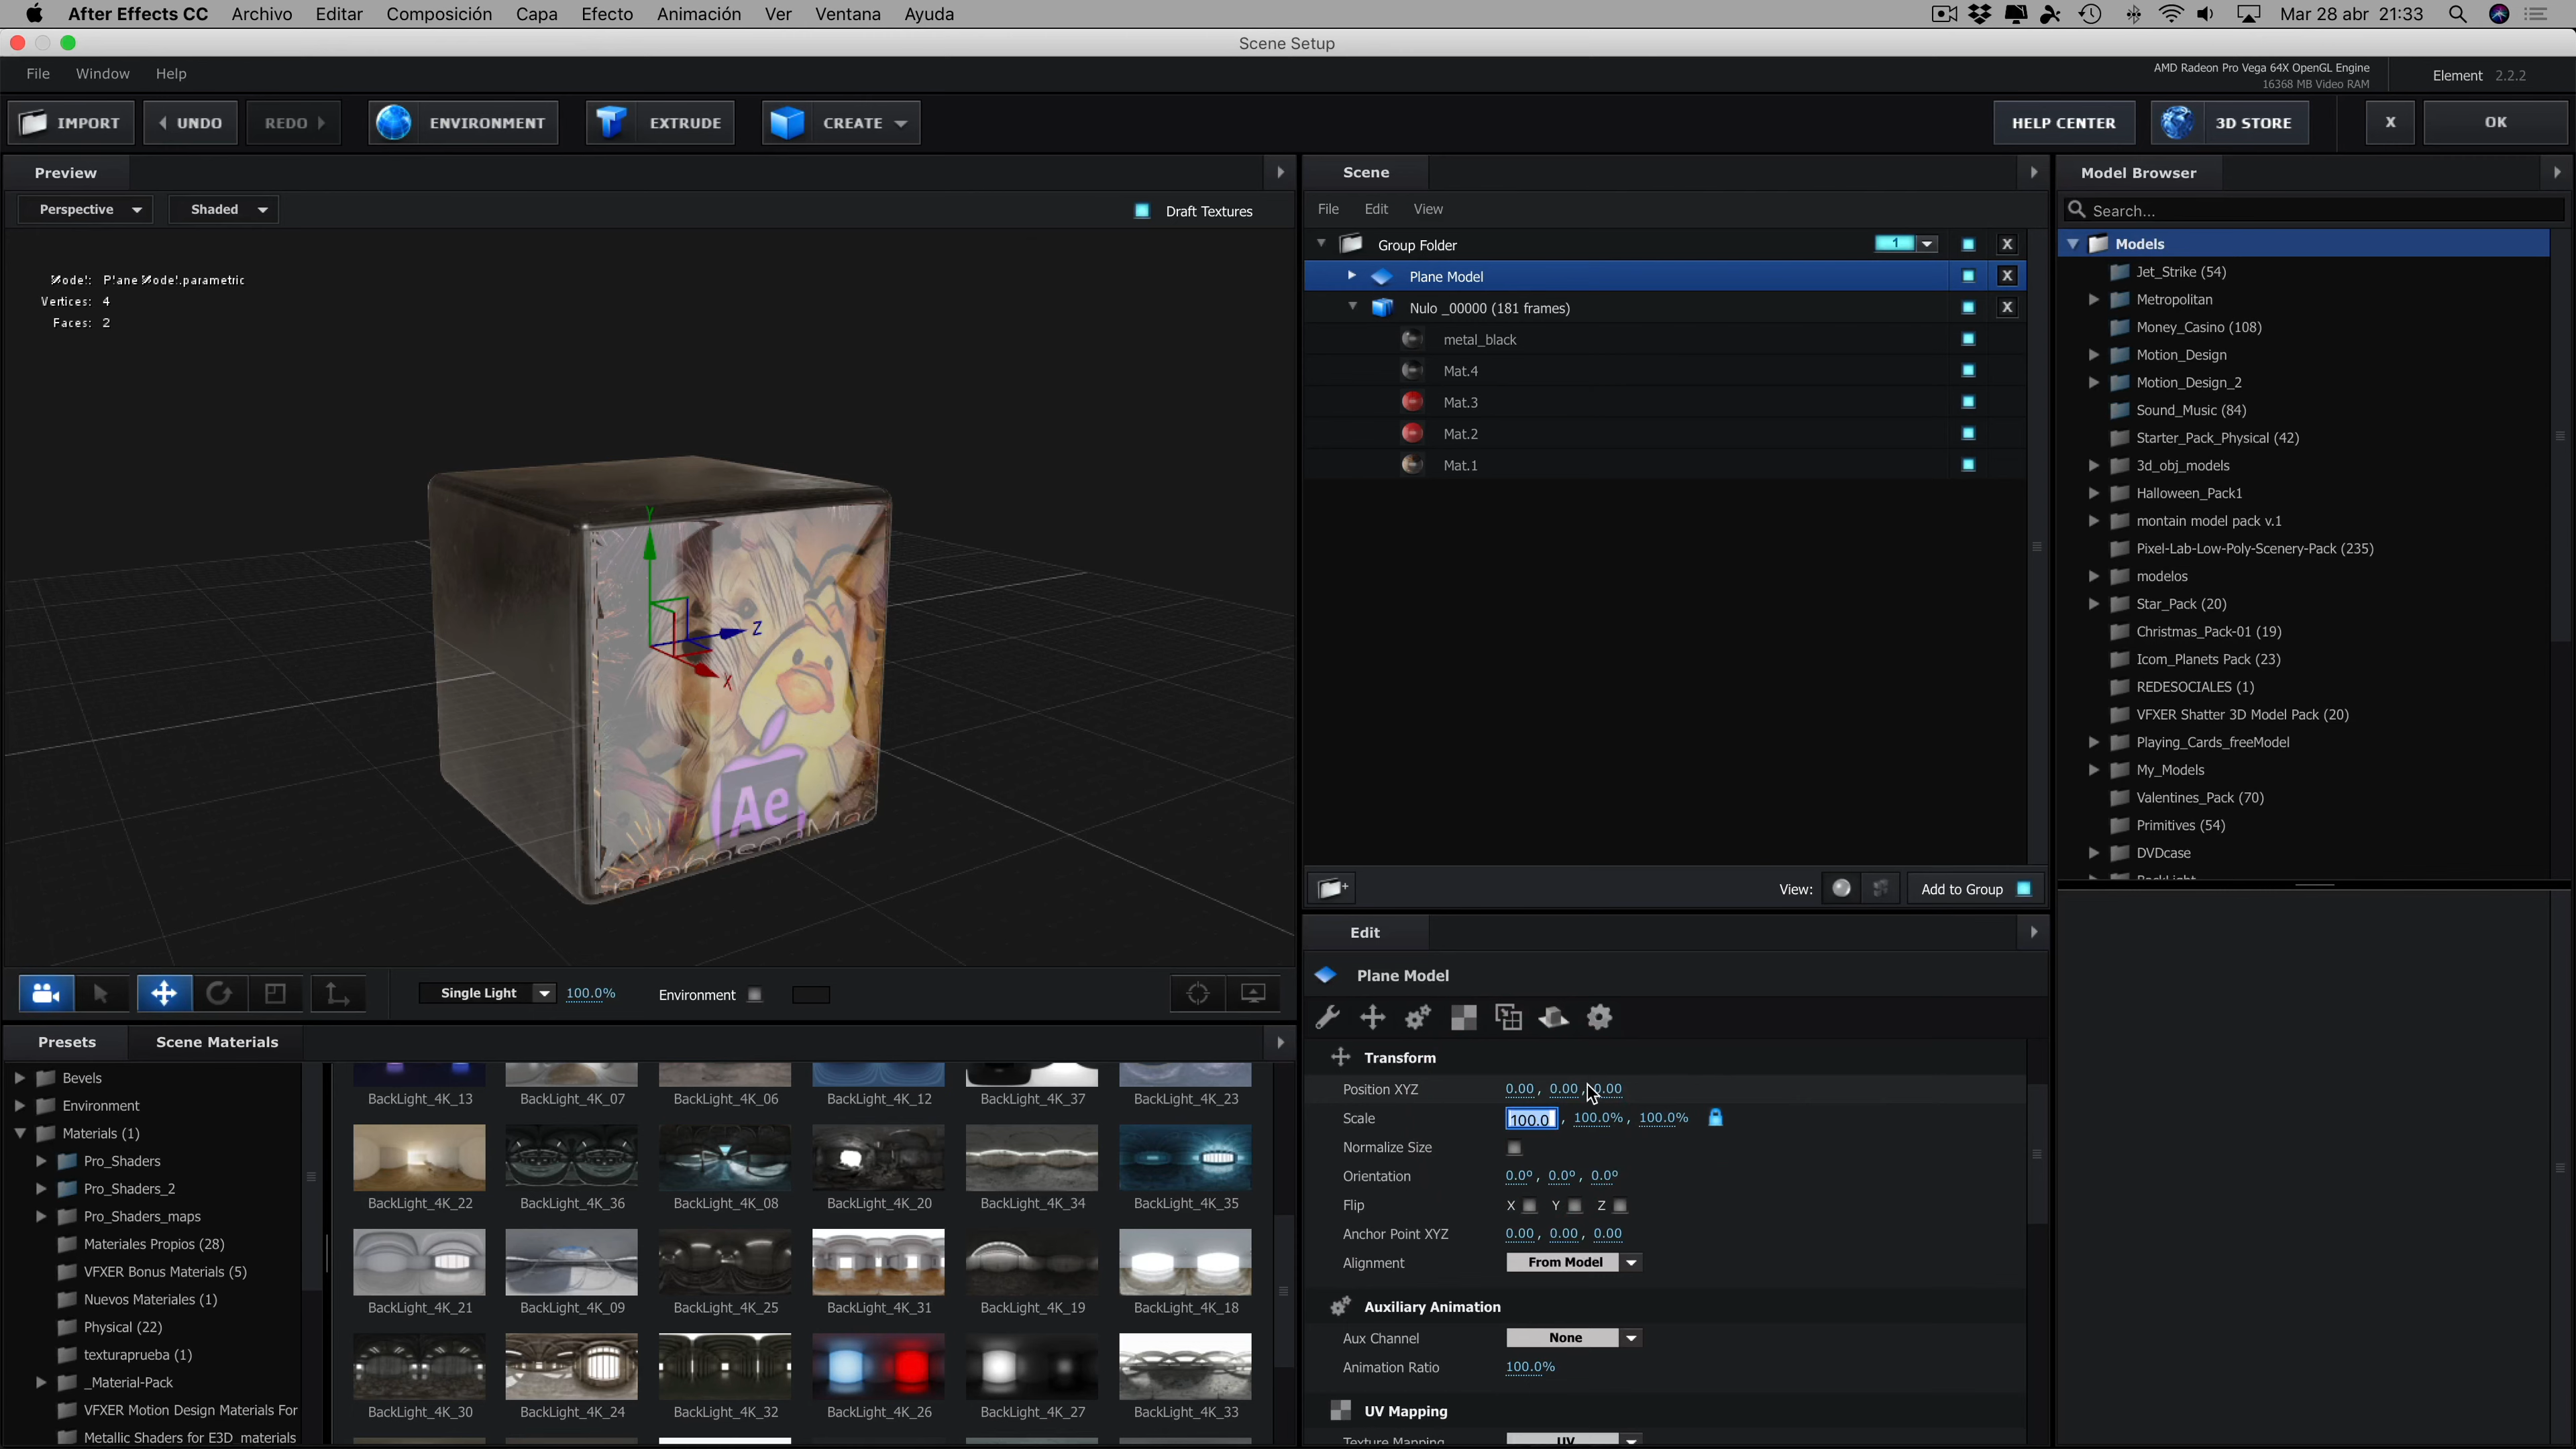 After Effects CC Archivo Editar Composición Capa Efecto Animación Ver Ventana Ayuda Mar 28 abr 21:33
Scene Setup
File Window Help
AMD Radeon Pro Vega 64X OpenGL Engine
16368 MB Video RAM
Element 2.2.2
IMPORT UNDO REDO ENVIRONMENT EXTRUDE CREATE HELP CENTER 3D STORE X OK
Preview
Perspective Shaded Draft Textures
Model: Plane Model.parametric
Vertices: 4
Faces: 2
Y
Z
X
Ae
Single Light 100.0% Environment
Scene
File Edit View
Group Folder 1 X
Plane Model X
Nulo _00000 (181 frames) X
metal_black
Mat.4
Mat.3
Mat.2
Mat.1
View: Add to Group
Edit
Plane Model
Transform
Position XYZ 0.00, 0.00, 0.00
Scale 100.0, 100.0%, 100.0%
Normalize Size
Orientation 0.0°, 0.0°, 0.0°
Flip X Y Z
Anchor Point XYZ 0.00, 0.00, 0.00
Alignment From Model
Auxiliary Animation
Aux Channel None
Animation Ratio 100.0%
UV Mapping
Texture Mapping UV
Model Browser
Search...
Models
Jet_Strike (54)
Metropolitan
Money_Casino (108)
Motion_Design
Motion_Design_2
Sound_Music (84)
Starter_Pack_Physical (42)
3d_obj_models
Halloween_Pack1
montain model pack v.1
Pixel-Lab-Low-Poly-Scenery-Pack (235)
modelos
Star_Pack (20)
Christmas_Pack-01 (19)
Icom_Planets Pack (23)
REDESOCIALES (1)
VFXER Shatter 3D Model Pack (20)
Playing_Cards_freeModel
My_Models
Valentines_Pack (70)
Primitives (54)
DVDcase
BackLight
Presets Scene Materials
Bevels
Environment
Materials (1)
Pro_Shaders
Pro_Shaders_2
Pro_Shaders_maps
Materiales Propios (28)
VFXER Bonus Materials (5)
Nuevos Materiales (1)
Physical (22)
texturaprueba (1)
_Material-Pack
VFXER Motion Design Materials For
Metallic Shaders for E3D_materials
BackLight_4K_13 BackLight_4K_07 BackLight_4K_06 BackLight_4K_12 BackLight_4K_37 BackLight_4K_23
BackLight_4K_22 BackLight_4K_36 BackLight_4K_08 BackLight_4K_20 BackLight_4K_34 BackLight_4K_35
BackLight_4K_21 BackLight_4K_09 BackLight_4K_25 BackLight_4K_31 BackLight_4K_19 BackLight_4K_18
BackLight_4K_30 BackLight_4K_24 BackLight_4K_32 BackLight_4K_26 BackLight_4K_27 BackLight_4K_33